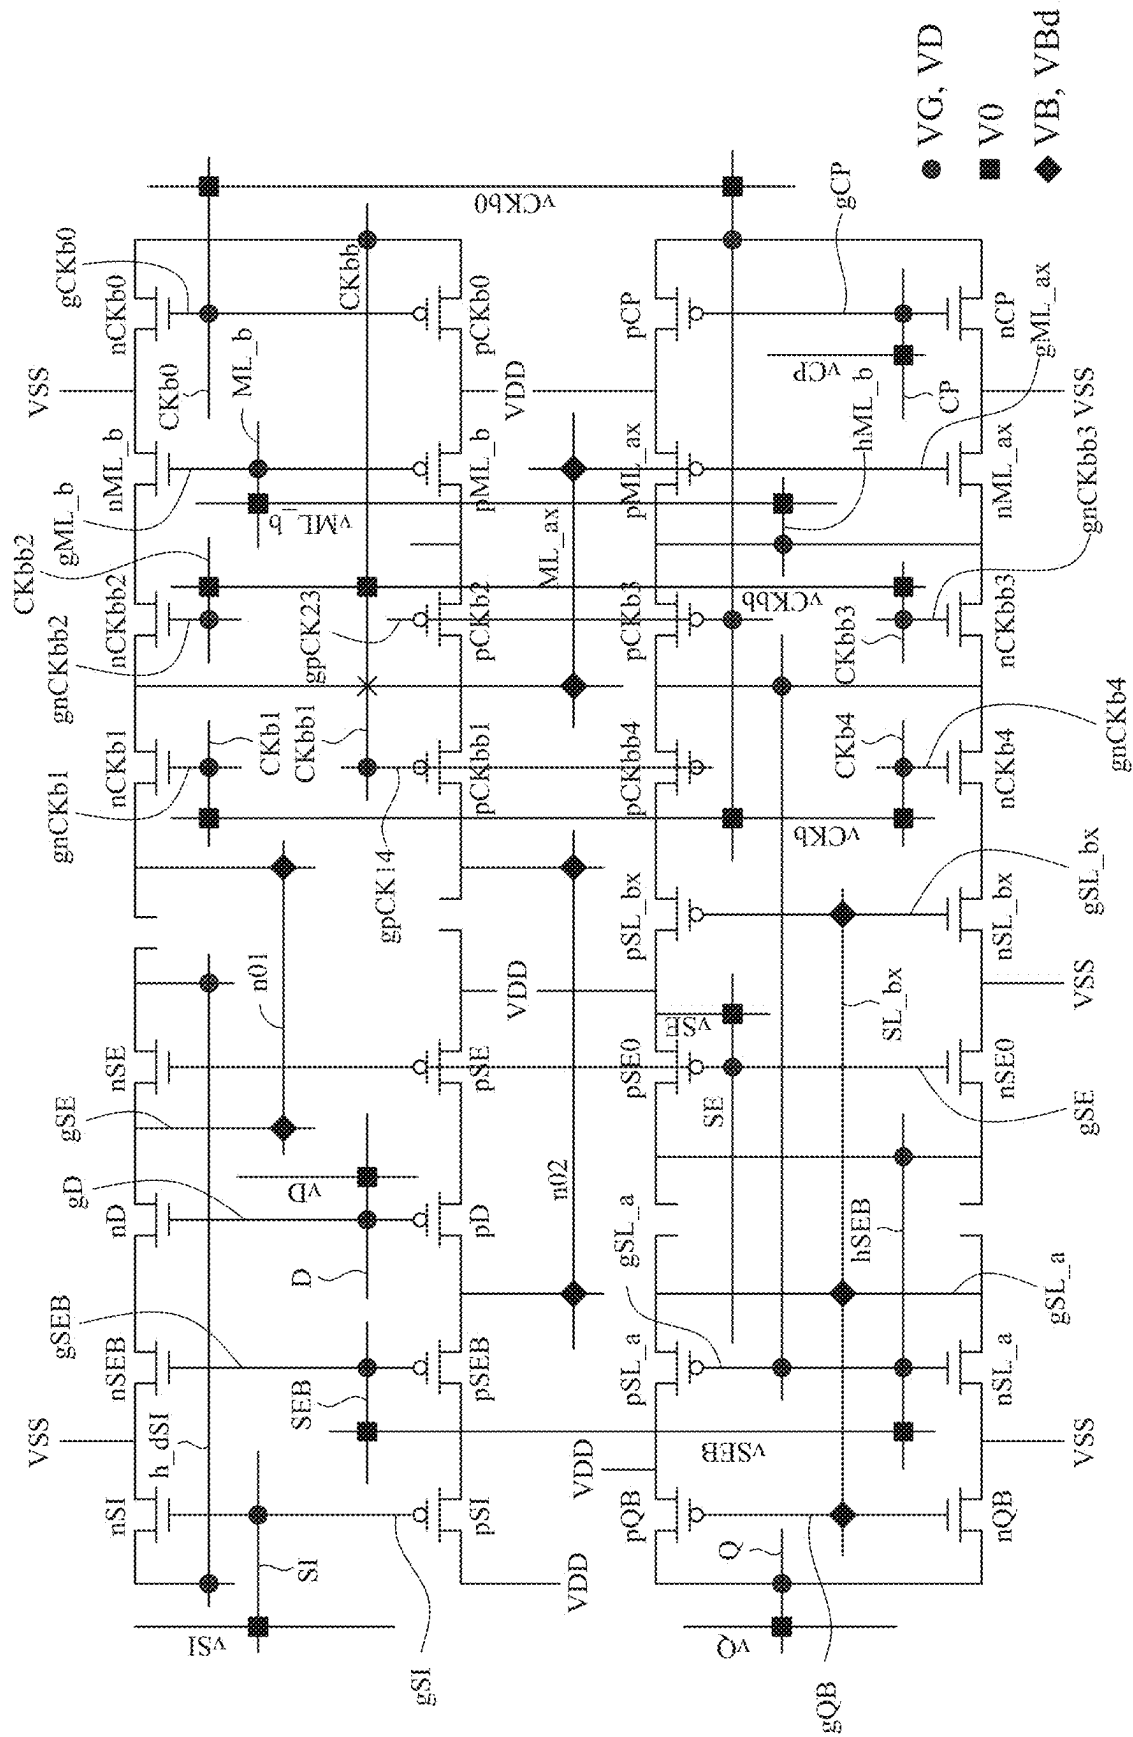 VSS
VSS
gCKb0
CKbb2
gML_b
gnCKbb2
gnCKb1
gSE
gD
gSEB
nCKb0
nML_b
nCKbb2
nCKb1
nSE
nD
nSEB
nSI
CKb0
ML_b
CKb1
n01
h_dSI
SI
vSI
vML_b
vD
CKbb
gpCK23
CKbb1
gpCK14
D
SEB
gSI
pCKb0
pML_b
pCKb2
pCKbb1
pSE
pD
pSEB
pSI
vCKb0
VDD
VDD
VDD
VDD
ML_ax
n02
gSL_a
pCP
pML_ax
pCKb3
pCKbb4
pSL_bx
pSE0
pSL_a
pQB
vSE
SE
vCKbb
vSEB
Q
vQ
gCP
vCP
hML_b
CP
CKbb3
CKb4
vCKb
SL_bx
hSEB
gQB
nCP
nML_ax
nCKbb3
nCKb4
nSL_bx
nSE0
nSL_a
nQB
gML_ax
gnCKbb3
gnCKb4
gSL_bx
gSE
gSL_a
VSS
VSS
VSS
VG, VD
V0
VB, VBd